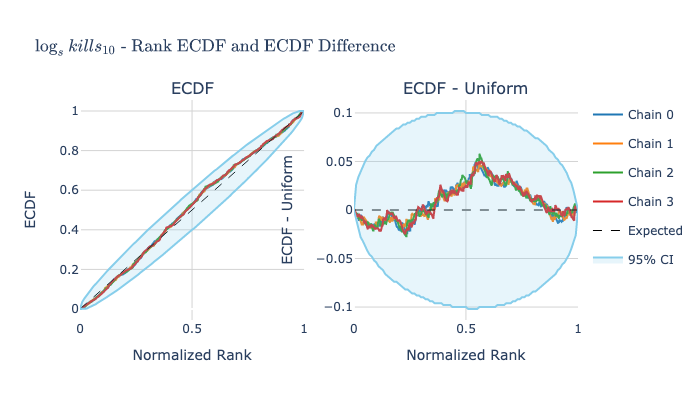 log_s kills_10 - Rank ECDF and ECDF Difference
ECDF
ECDF - Uniform
1
0.8
0.6
0.4
0.2
0
0
0.5
1
ECDF
Normalized Rank
0.1
0.05
0
−0.05
−0.1
0
0.5
1
ECDF - Uniform
Normalized Rank
Chain 0
Chain 1
Chain 2
Chain 3
Expected
95% CI